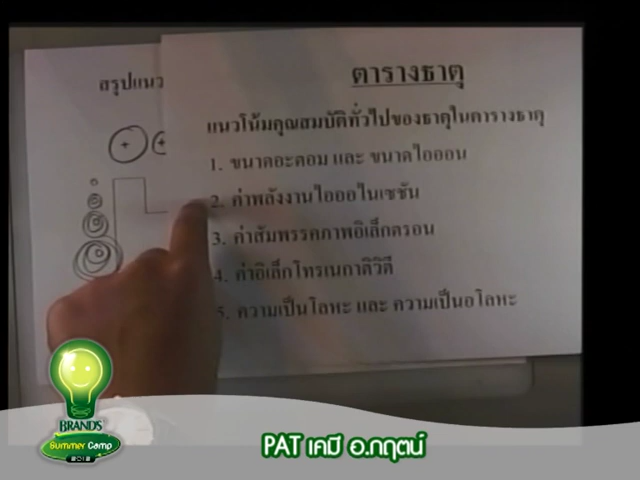 สรุปแนว
ตารางธาตุ
แนวโน้มคุณสมบัติทั่วไปของธาตุในตารางธาตุ
1. ขนาดอะตอม และ ขนาดไอออน
2. ค่าพลังงานไอออไนเซชัน
3. ค่าสัมพรรคภาพอิเล็กตรอน
4. ค่าอิเล็กโทรเนกาติวิตี
5. ความเป็นโลหะ และ ความเป็นอโลหะ
BRAND'S
Summer Camp
PAT เคมี อ.กฤตน์